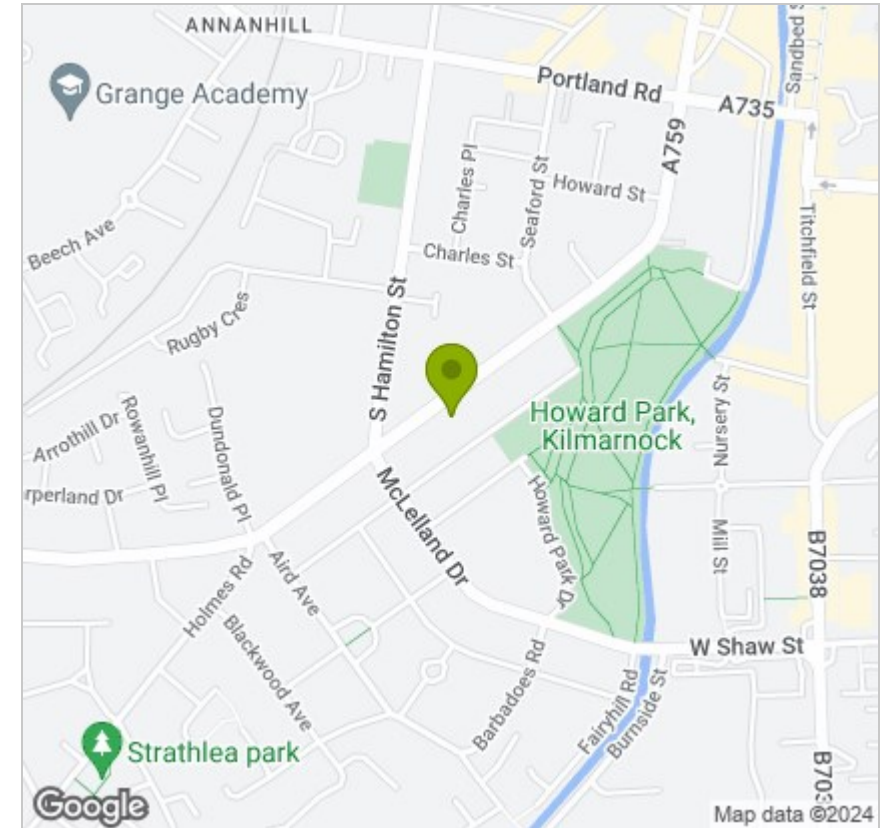 ANNANHILL
Sandbed S
Grange Academy
Portland Rd
A735
A759
Charles Pl
Seaford St
Howard St
Titchfield St
Beech Ave
Charles St
S Hamilton St
Rugby Cres
Nursery St
Arrothill Dr
Rowanhill Pl
Dundonald Pl
Howard Park,
Kilmarnock
rperland Dr
McLelland Dr
Howard Park Dr
Mill St
B7038
Holmes Rd
Aird Ave
Blackwood Ave
W Shaw St
Barbadoes Rd
Fairyhill Rd
Burnside St
Strathlea park
B703
Google
Map data ©2024